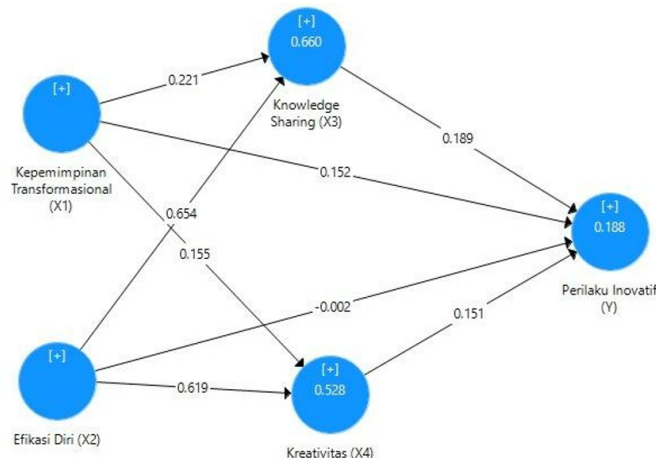 [+]
0.660
Knowledge
Sharing (X3)
[+]
Kepemimpinan
Transformasional
(X1)
0.221
0.189
0.152
0.654
0.155
[+]
0.188
Perilaku Inovatif
(Y)
-0.002
0.151
[+]
Efikasi Diri (X2)
0.619
[+]
0.528
Kreativitas (X4)